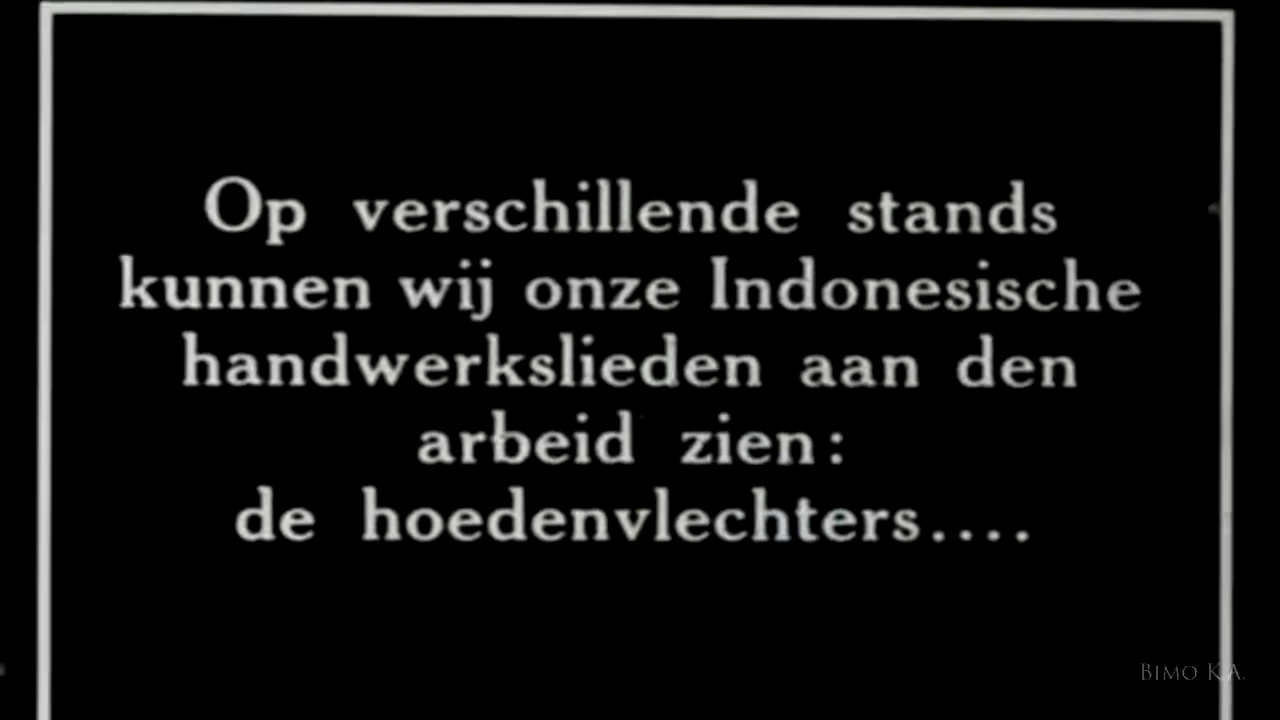 Op verschillende stands
kunnen wij onze Indonesische
handwerkslieden aan den
arbeid zien:
de hoedenvlechters....
BIMO K.A.